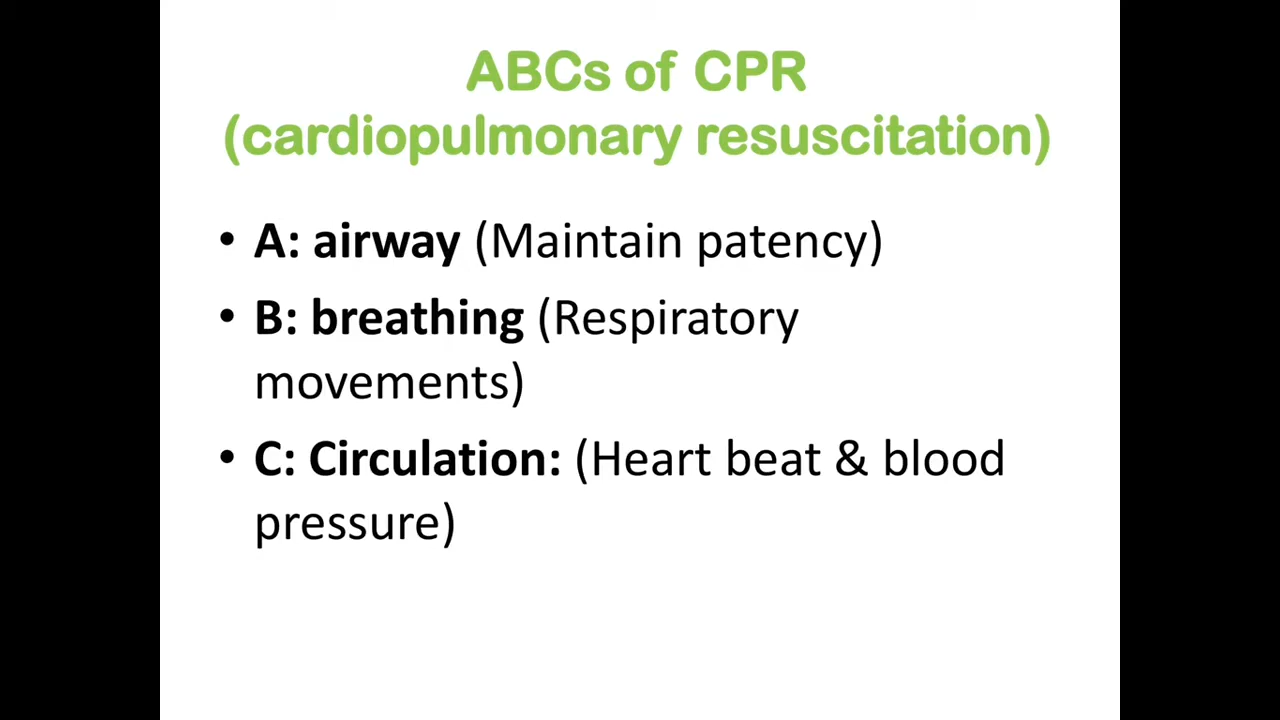 ABCs of CPR
(cardiopulmonary resuscitation)
• A: airway (Maintain patency)
• B: breathing (Respiratory
movements)
• C: Circulation: (Heart beat & blood
pressure)